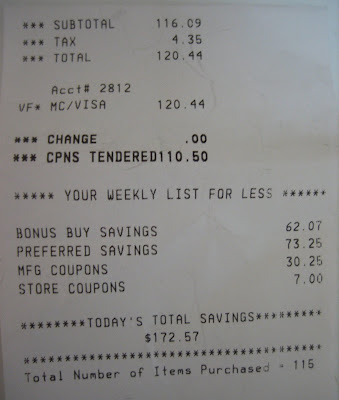 *** SUBTOTAL 116.09
*** TAX 4.35
*** TOTAL 120.44
Acct# 2812
VF* MC/VISA 120.44
*** CHANGE .00
*** CPNS TENDERED110.50
***** YOUR WEEKLY LIST FOR LESS ******
BONUS BUY SAVINGS 62.07
PREFERRED SAVINGS 73.25
MFG COUPONS 30.25
STORE COUPONS 7.00
********TODAY'S TOTAL SAVINGS*********
$172.57
**************************************
Total Number of Items Purchased = 115